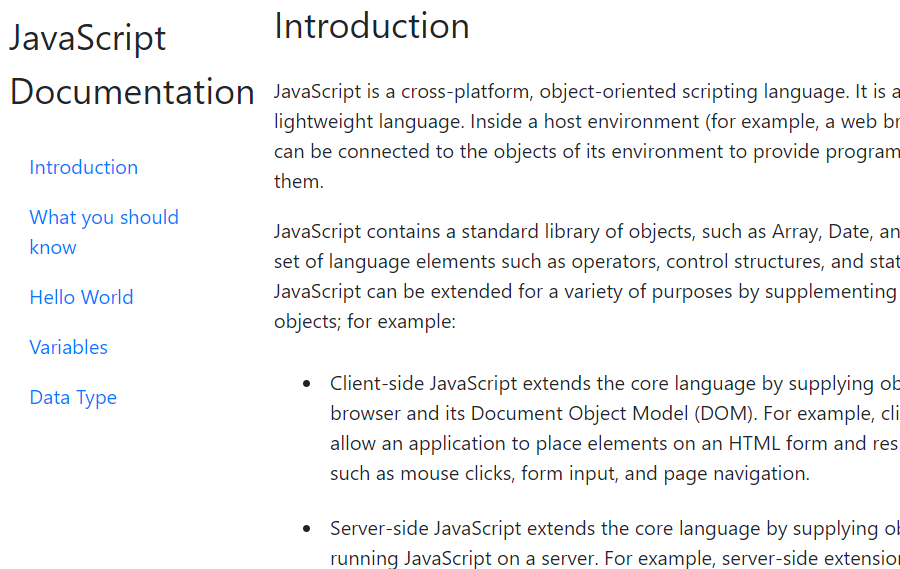 JavaScript
Documentation
Introduction
What you should
know
Hello World
Variables
Data Type
Introduction
JavaScript is a cross-platform, object-oriented scripting language. It is a
lightweight language. Inside a host environment (for example, a web br
can be connected to the objects of its environment to provide program
them.
JavaScript contains a standard library of objects, such as Array, Date, an
set of language elements such as operators, control structures, and stat
JavaScript can be extended for a variety of purposes by supplementing
objects; for example:
• Client-side JavaScript extends the core language by supplying ob
browser and its Document Object Model (DOM). For example, cli
allow an application to place elements on an HTML form and res
such as mouse clicks, form input, and page navigation.
• Server-side JavaScript extends the core language by supplying ob
running JavaScript on a server. For example, server-side extension